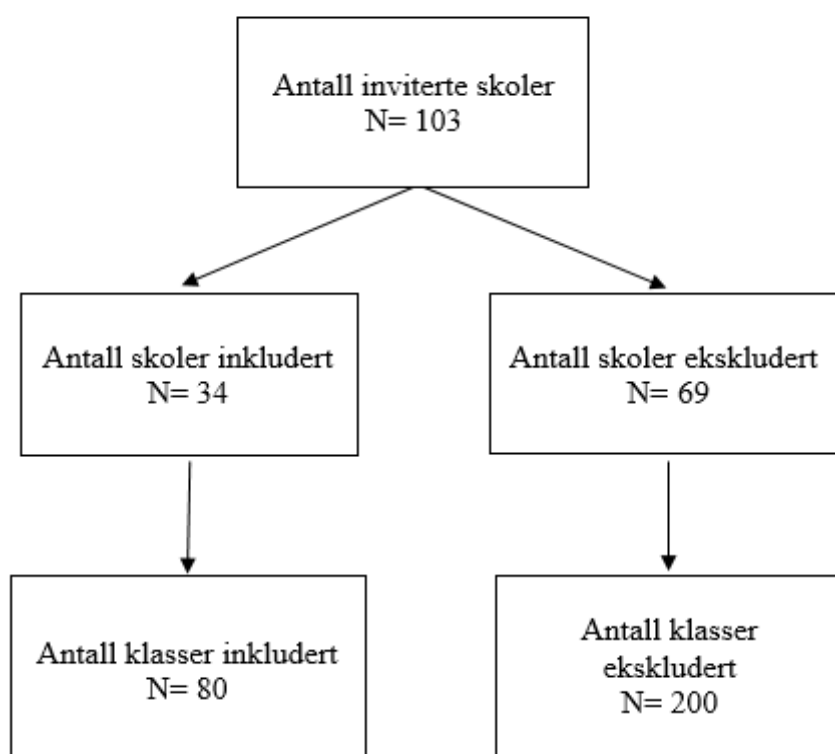 Antall inviterte skoler
N= 103
Antall skoler inkludert
N= 34
Antall skoler ekskludert
N= 69
Antall klasser inkludert
N= 80
Antall klasser
ekskludert
N= 200